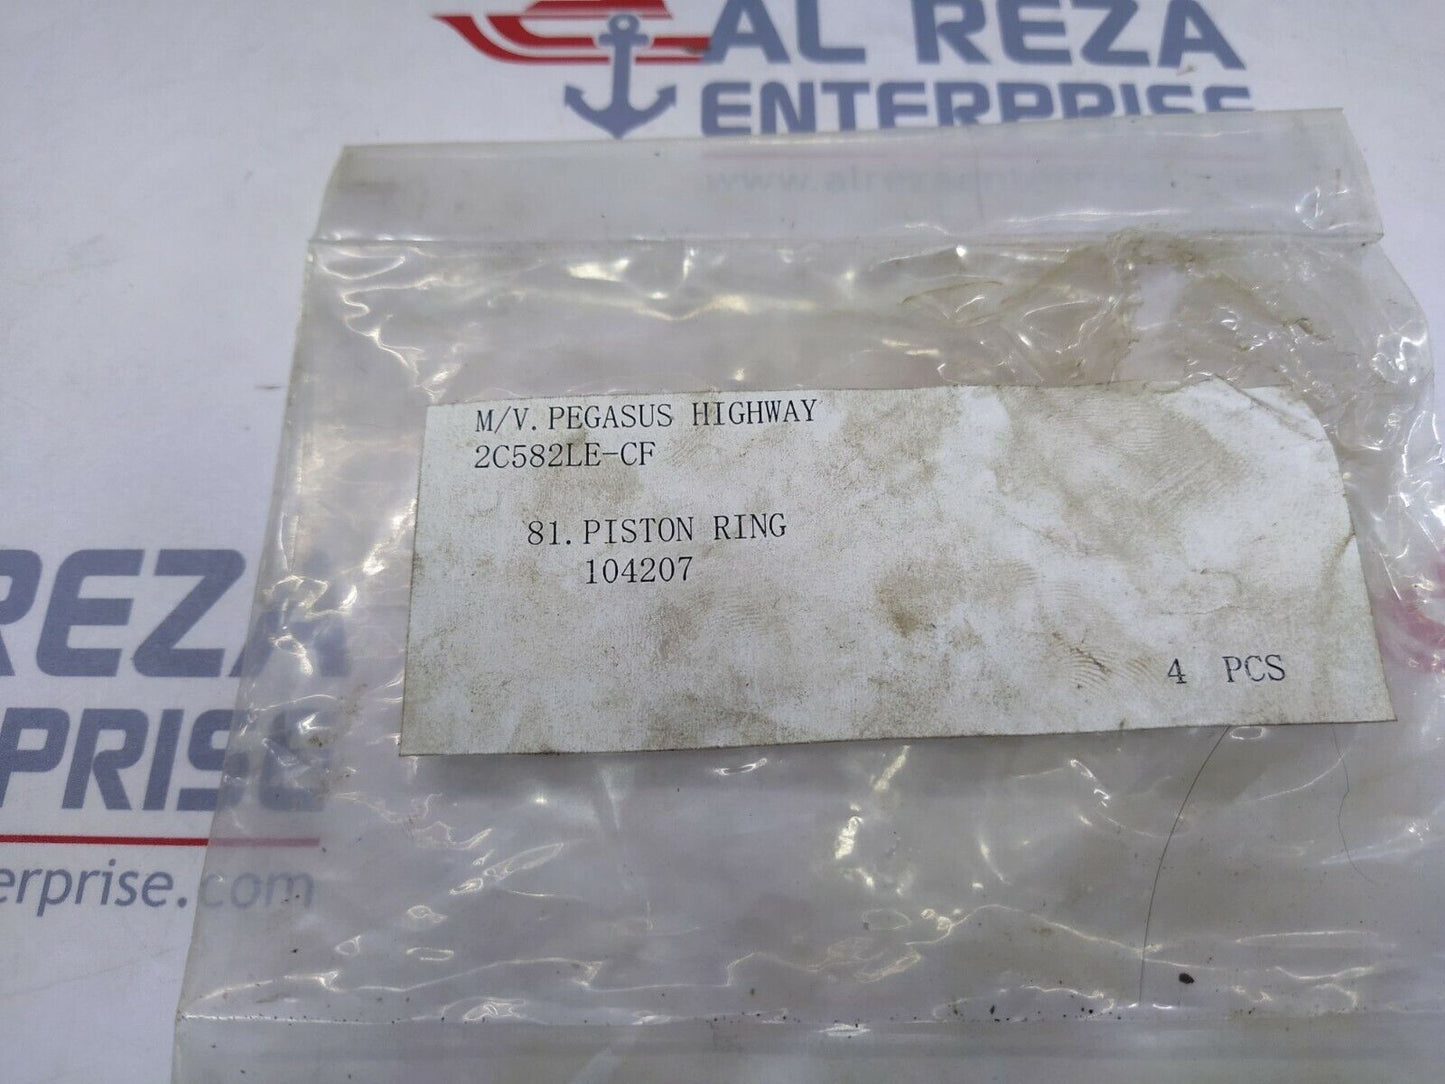 AL REZA
ENTERPRISE
M/V. PEGASUS HIGHWAY
2C582LE-CF
81. PISTON RING
104207
4 PCS
REZA
PRISE
erprise.com